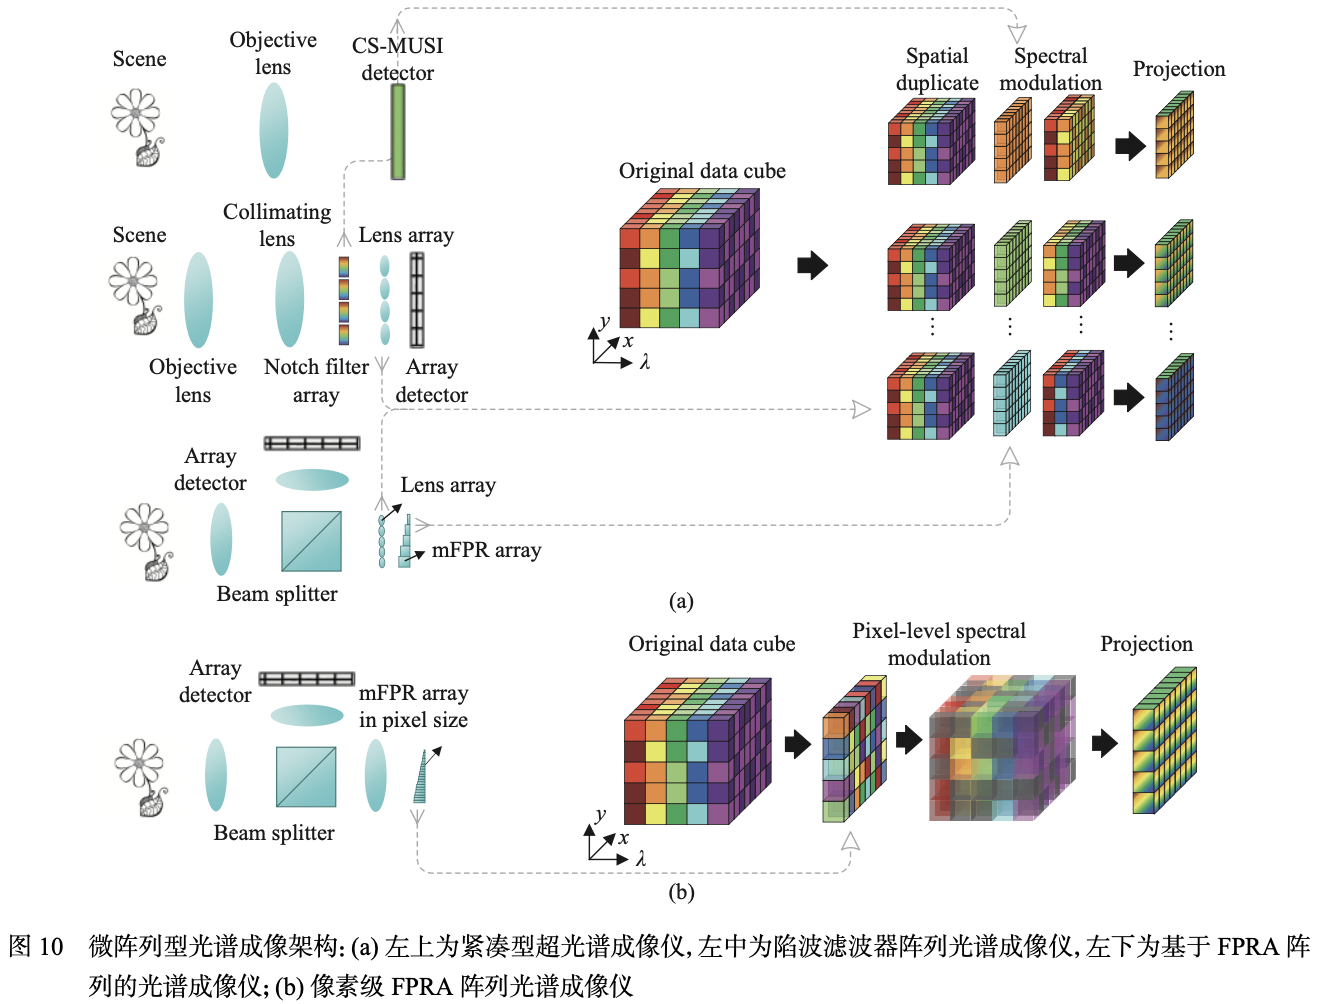 Scene
Objective
lens
CS-MUSI
detector
Spatial
duplicate
Spectral
modulation
Projection
Original data cube
Scene
Collimating
lens
Lens array
Objective
lens
Notch filter
array
Array
detector
y
x
λ
Array
detector
Lens array
mFPR array
Beam splitter
(a)
Array
detector
mFPR array
in pixel size
Beam splitter
Original data cube
Pixel-level spectral
modulation
Projection
y
x
λ
(b)
图 10 微阵列型光谱成像架构: (a) 左上为紧凑型超光谱成像仪, 左中为陷波滤波器阵列光谱成像仪, 左下为基于 FPRA 阵
列的光谱成像仪; (b) 像素级 FPRA 阵列光谱成像仪